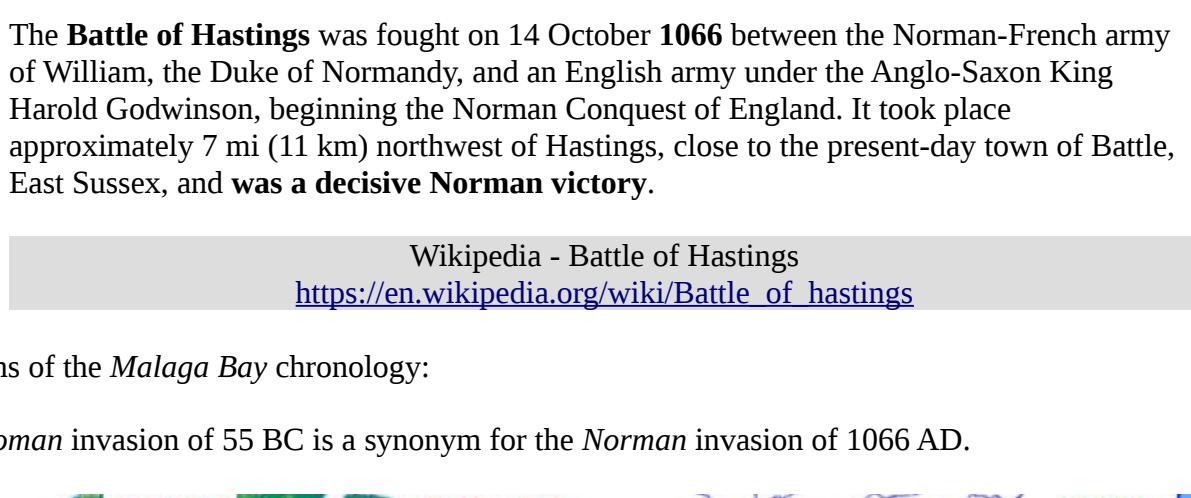 The Battle of Hastings was fought on 14 October 1066 between the Norman-French army
of William, the Duke of Normandy, and an English army under the Anglo-Saxon King
Harold Godwinson, beginning the Norman Conquest of England. It took place
approximately 7 mi (11 km) northwest of Hastings, close to the present-day town of Battle,
East Sussex, and was a decisive Norman victory.
Wikipedia - Battle of Hastings
https://en.wikipedia.org/wiki/Battle_of_hastings
of the Malaga Bay chronology:
invasion of 55 BC is a synonym for the Norman invasion of 1066 AD.